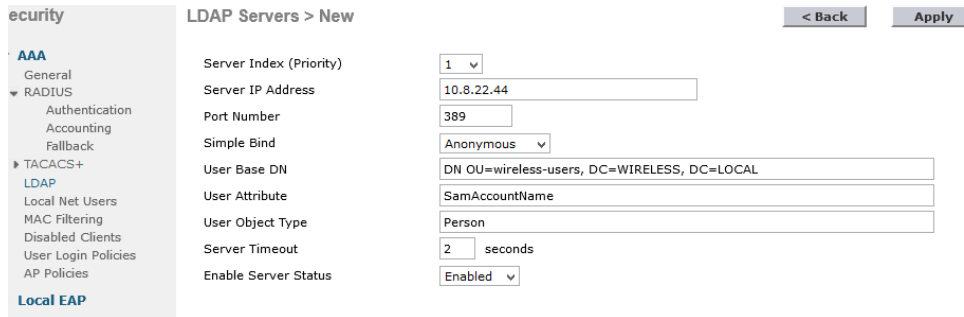 ecurity
LDAP Servers > New
< Back
Apply
AAA
General
RADIUS
Authentication
Accounting
Fallback
TACACS+
LDAP
Local Net Users
MAC Filtering
Disabled Clients
User Login Policies
AP Policies
Local EAP
Server Index (Priority) 1
Server IP Address 10.8.22.44
Port Number 389
Simple Bind Anonymous
User Base DN DN OU=wireless-users, DC=WIRELESS, DC=LOCAL
User Attribute SamAccountName
User Object Type Person
Server Timeout 2 seconds
Enable Server Status Enabled